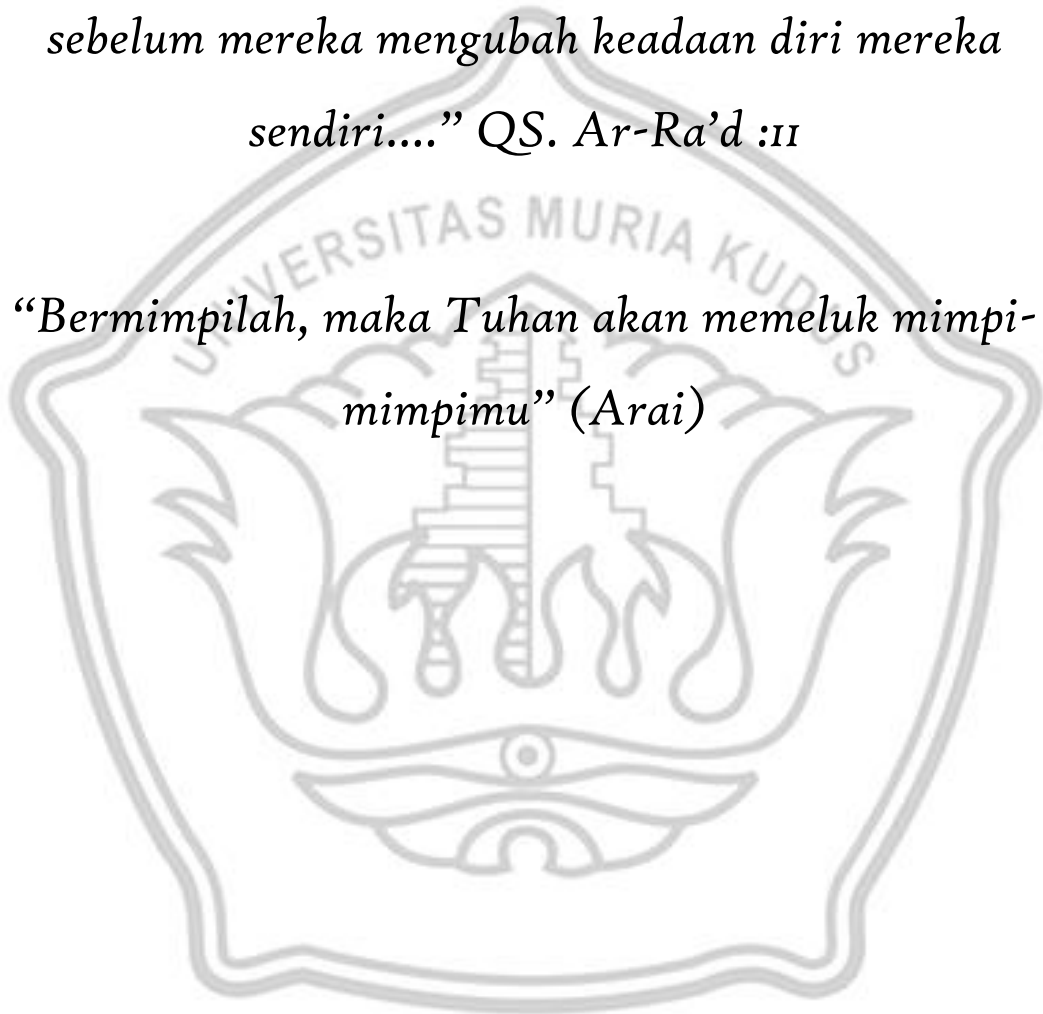 sebelum mereka mengubah keadaan diri mereka
sendiri....” QS. Ar-Ra’d :11
UNIVERSITAS MURIA KUDUS
“Bermimpilah, maka Tuhan akan memeluk mimpi-
mimpimu” (Arai)